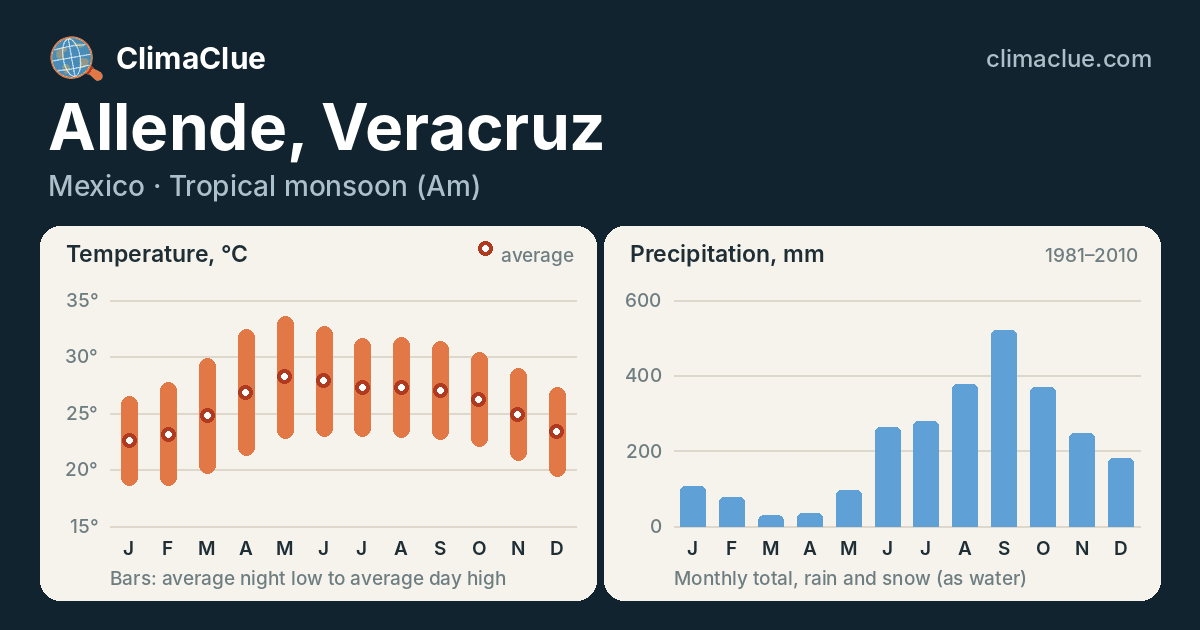 ClimaClue
climaclue.com
Allende, Veracruz
Mexico · Tropical monsoon (Am)
Temperature, °C
average
35°
30°
25°
20°
15°
J F M A M J J A S O N D
Bars: average night low to average day high
Precipitation, mm
1981–2010
600
400
200
0
J F M A M J J A S O N D
Monthly total, rain and snow (as water)